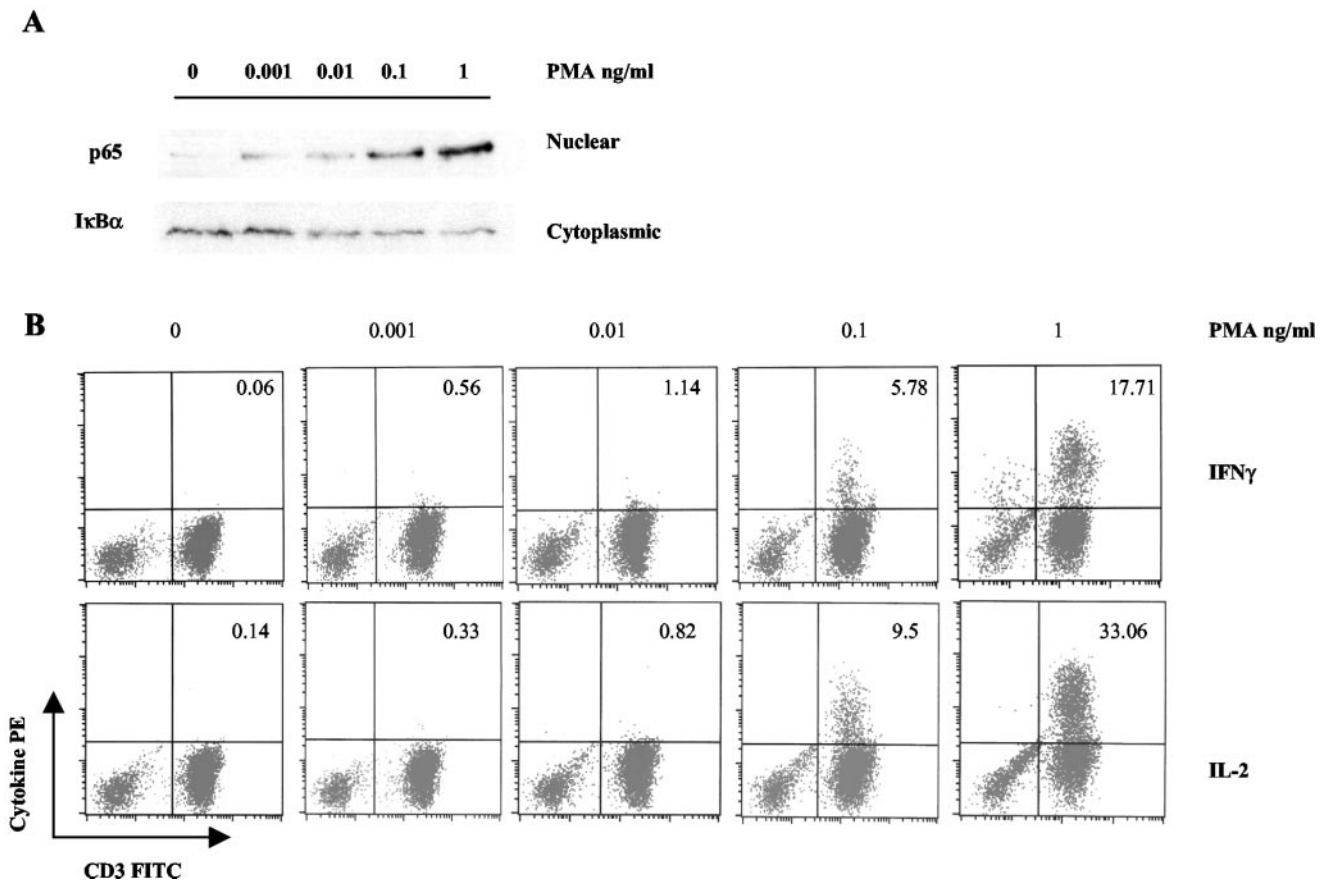 A
0 0.001 0.01 0.1 1 PMA ng/ml
p65 Nuclear
IκBα Cytoplasmic
B 0 0.001 0.01 0.1 1 PMA ng/ml
0.06 0.56 1.14 5.78 17.71
IFNγ
0.14 0.33 0.82 9.5 33.06
IL-2
Cytokine PE
CD3 FITC